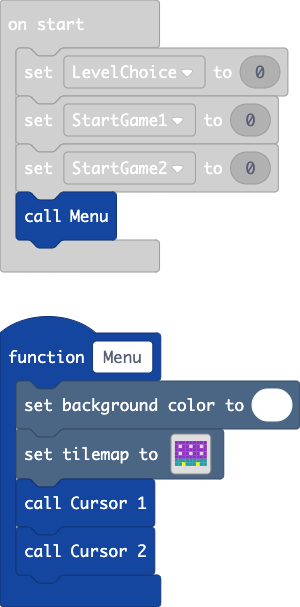 on start
set LevelChoice to 0
set StartGame1 to 0
set StartGame2 to 0
call Menu
function Menu
set background color to
set tilemap to
call Cursor 1
call Cursor 2